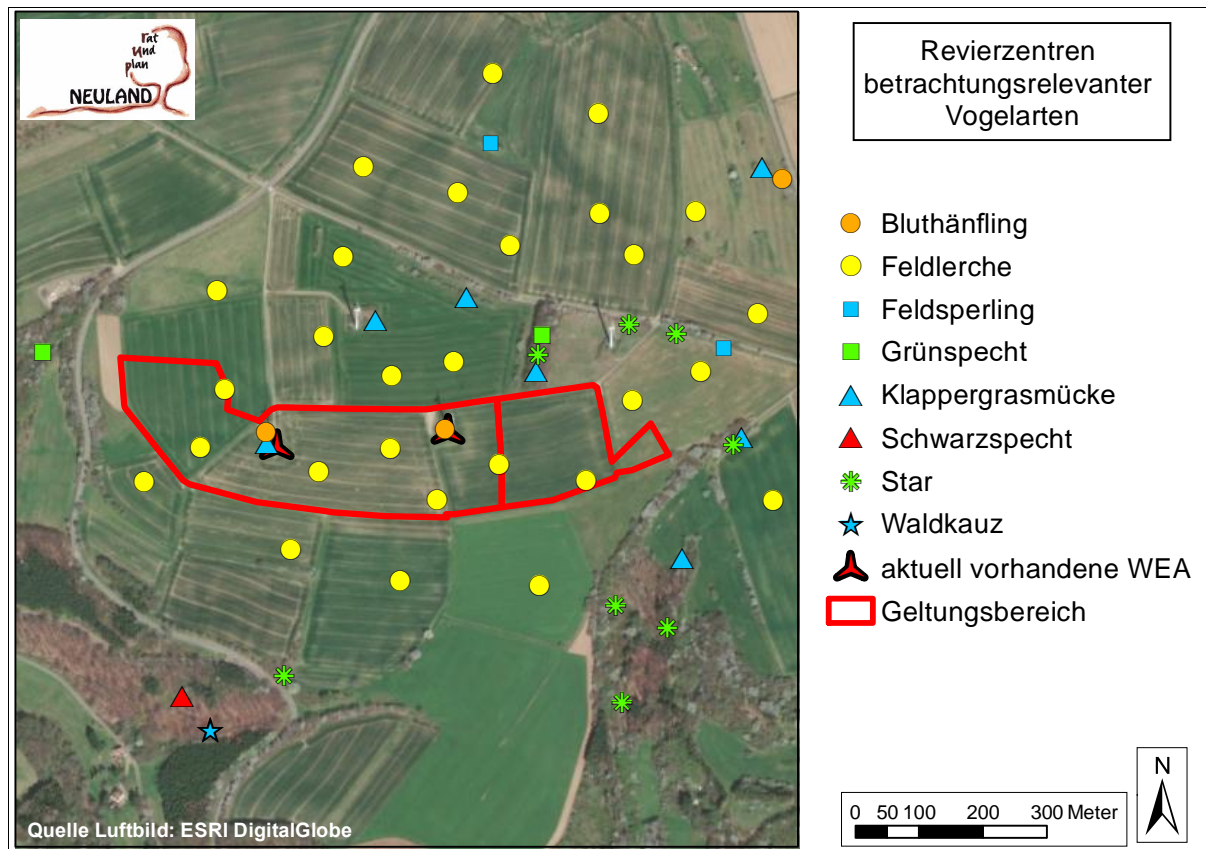 rat
und
plan
NEULAND
Revierzentren
betrachtungsrelevanter
Vogelarten
Bluthänfling
Feldlerche
Feldsperling
Grünspecht
Klappergrasmücke
Schwarzspecht
Star
Waldkauz
aktuell vorhandene WEA
Geltungsbereich
N
0 50 100 200 300 Meter
Quelle Luftbild: ESRI DigitalGlobe